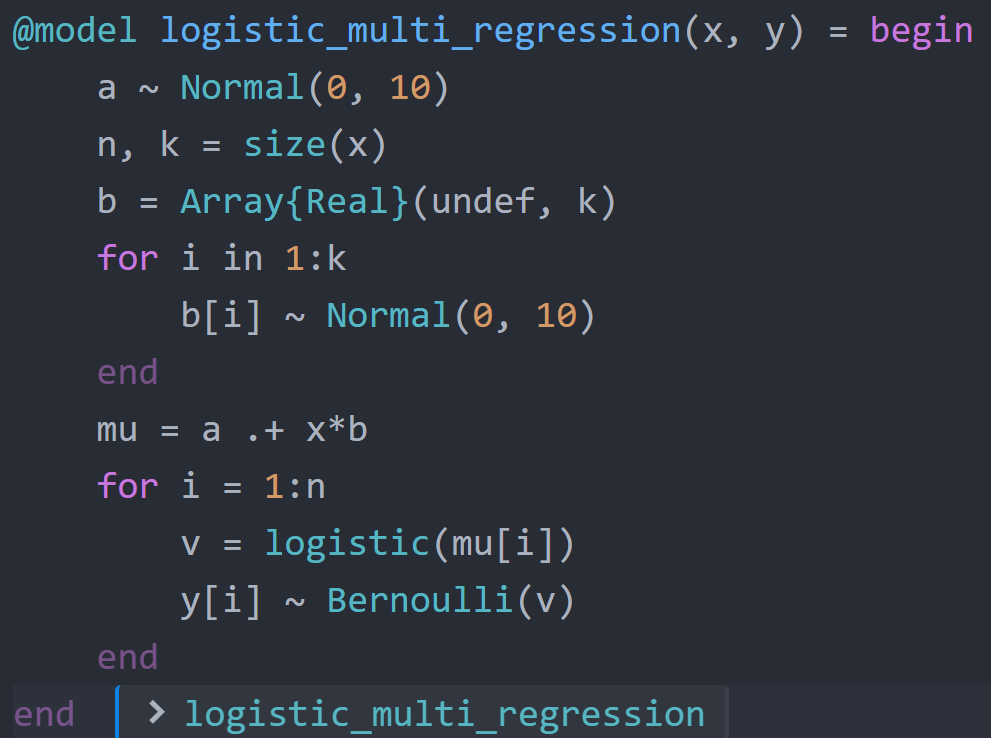 @model logistic_multi_regression(x, y) = begin
    a ~ Normal(0, 10)
    n, k = size(x)
    b = Array{Real}(undef, k)
    for i in 1:k
        b[i] ~ Normal(0, 10)
    end
    mu = a .+ x*b
    for i = 1:n
        v = logistic(mu[i])
        y[i] ~ Bernoulli(v)
    end
end  > logistic_multi_regression